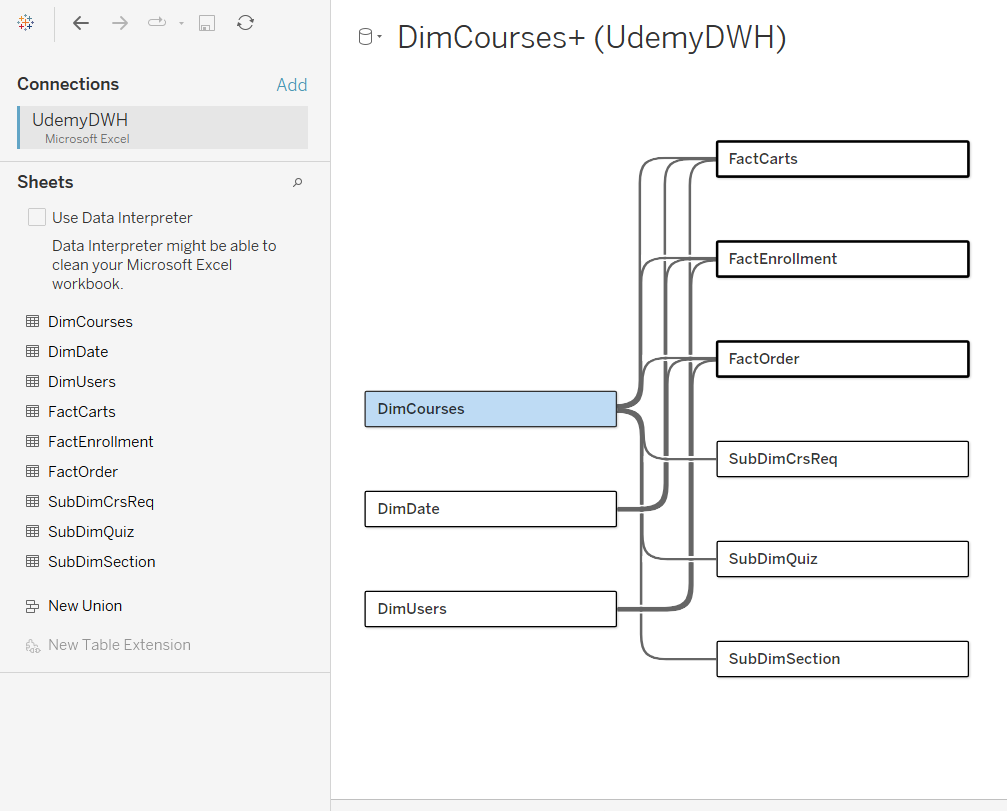 Connections
Add
UdemyDWH
Microsoft Excel
Sheets
Use Data Interpreter
Data Interpreter might be able to
clean your Microsoft Excel
workbook.
DimCourses
DimDate
DimUsers
FactCarts
FactEnrollment
FactOrder
SubDimCrsReq
SubDimQuiz
SubDimSection
New Union
New Table Extension
DimCourses+ (UdemyDWH)
DimCourses
DimDate
DimUsers
FactCarts
FactEnrollment
FactOrder
SubDimCrsReq
SubDimQuiz
SubDimSection